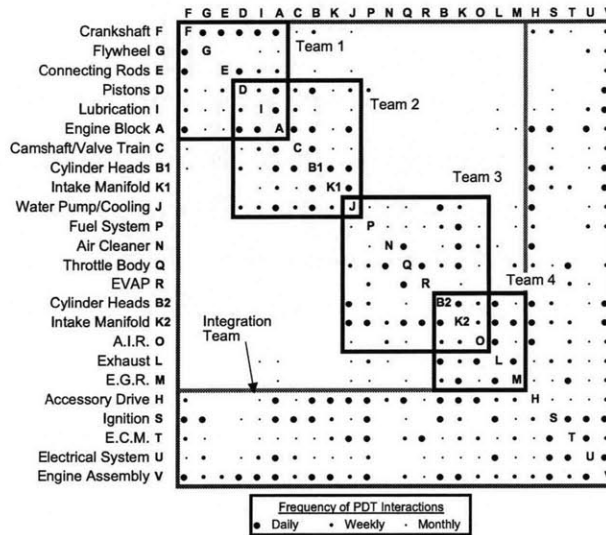 F G E D I A C B K J P N Q R B K O L M H S T U V
Crankshaft F F
Flywheel G G Team 1
Connecting Rods E E
Pistons D D
Lubrication I I Team 2
Engine Block A A
Camshaft/Valve Train C C
Cylinder Heads B1 B1
Intake Manifold K1 K1 Team 3
Water Pump/Cooling J J
Fuel System P P
Air Cleaner N N
Throttle Body Q Q
EVAP R R Team 4
Cylinder Heads B2 B2
Intake Manifold K2 Integration K2
A.I.R. O Team O
Exhaust L L
E.G.R. M M
Accessory Drive H H
Ignition S S
E.C.M. T T
Electrical System U U
Engine Assembly V V
Frequency of PDT Interactions
● Daily • Weekly · Monthly